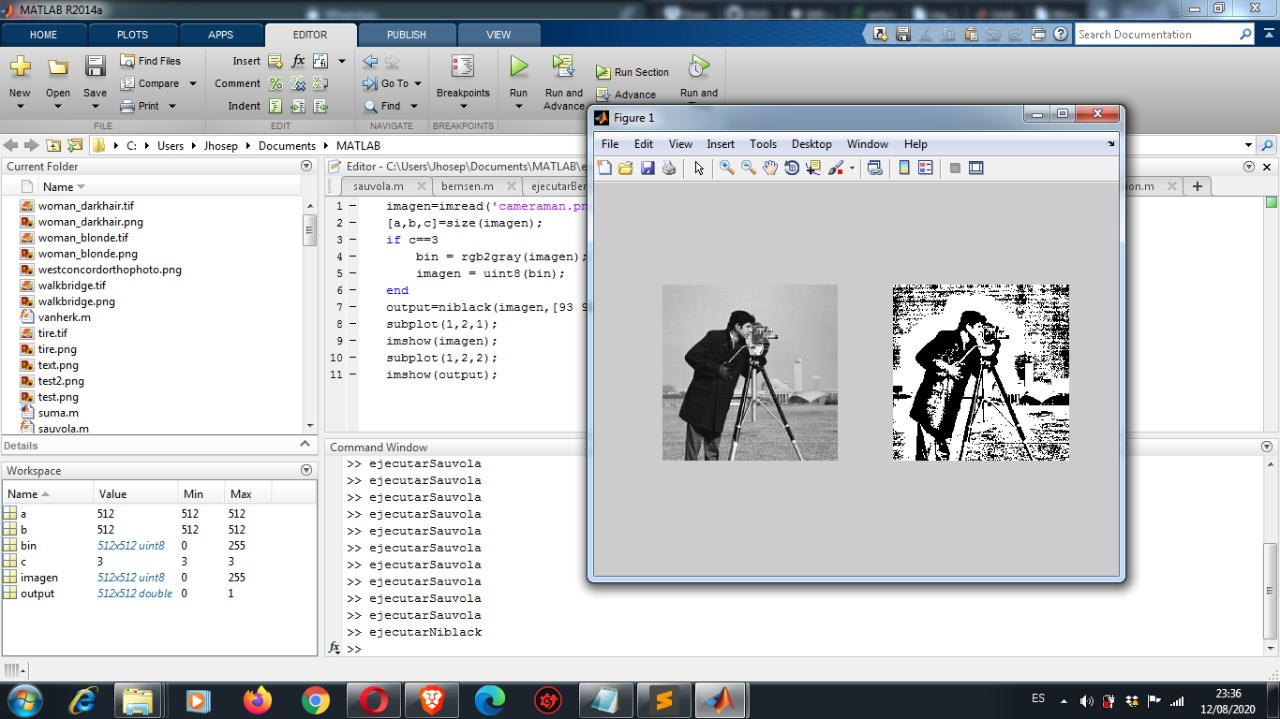 MATLAB R2014a
HOME PLOTS APPS EDITOR PUBLISH VIEW
Search Documentation
New Open Save
Find Files
Compare
Print
FILE
Insert fx
Comment
Indent
EDIT
Go To
Find
NAVIGATE
Breakpoints
BREAKPOINTS
Run
Run and
Advance
Run Section
Advance
Run and
C: Users Jhosep Documents MATLAB
Current Folder
Name
woman_darkhair.tif
woman_darkhair.png
woman_blonde.tif
woman_blonde.png
westconcordorthophoto.png
walkbridge.tif
walkbridge.png
vanherk.m
tire.tif
tire.png
text.png
test2.png
test.png
suma.m
sauvola.m
Details
Workspace
Name Value Min Max
a 512 512 512
b 512 512 512
bin 512x512 uint8 0 255
c 3 3 3
imagen 512x512 uint8 0 255
output 512x512 double 0 1
Editor - C:\Users\Jhosep\Documents\MATLAB\e
sauvola.m bernsen.m ejecutarBer
on.m
1 imagen=imread('cameraman.pn
2 [a,b,c]=size(imagen);
3 if c==3
4 bin = rgb2gray(imagen);
5 imagen = uint8(bin);
6 end
7 output=niblack(imagen,[93 9
8 subplot(1,2,1);
9 imshow(imagen);
10 subplot(1,2,2);
11 imshow(output);
Command Window
>> ejecutarSauvola
>> ejecutarSauvola
>> ejecutarSauvola
>> ejecutarSauvola
>> ejecutarSauvola
>> ejecutarSauvola
>> ejecutarSauvola
>> ejecutarSauvola
>> ejecutarSauvola
>> ejecutarSauvola
>> ejecutarNiblack
fx >>
Figure 1
File Edit View Insert Tools Desktop Window Help
ES
23:36
12/08/2020